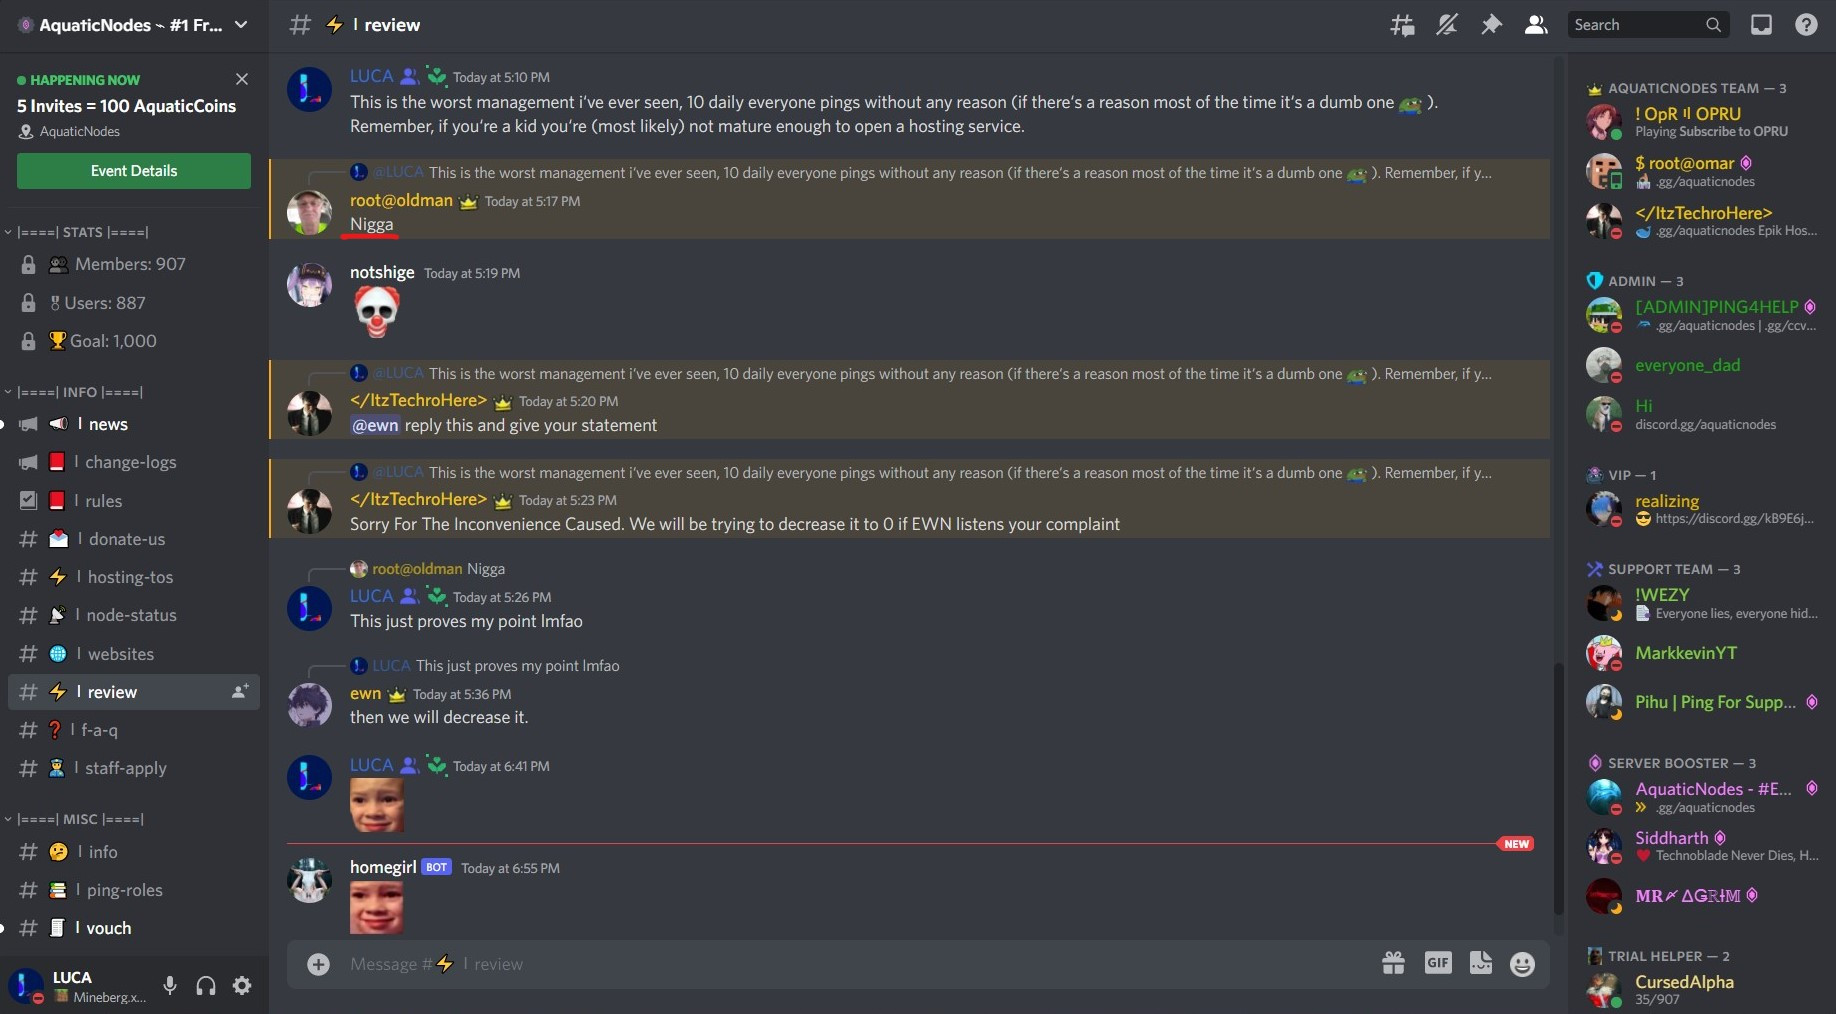 AquaticNodes ~ #1 Fr...
HAPPENING NOW
5 Invites = 100 AquaticCoins
AquaticNodes
Event Details
|====| STATS |====|
Members: 907
Users: 887
Goal: 1,000
|====| INFO |====|
| news
| change-logs
| rules
| donate-us
| hosting-tos
| node-status
| websites
| review
| f-a-q
| staff-apply
|====| MISC |====|
| info
| ping-roles
| vouch
LUCA
Mineberg.x...
| review
Search
LUCA Today at 5:10 PM
This is the worst management i've ever seen, 10 daily everyone pings without any reason (if there's a reason most of the time it's a dumb one ).
Remember, if you're a kid you're (most likely) not mature enough to open a hosting service.
@LUCA This is the worst management i've ever seen, 10 daily everyone pings without any reason (if there's a reason most of the time it's a dumb one ). Remember, if y...
root@oldman Today at 5:17 PM
Nigga
notshige Today at 5:19 PM
@LUCA This is the worst management i've ever seen, 10 daily everyone pings without any reason (if there's a reason most of the time it's a dumb one ). Remember, if y...
</ItzTechroHere> Today at 5:20 PM
@ewn reply this and give your statement
@LUCA This is the worst management i've ever seen, 10 daily everyone pings without any reason (if there's a reason most of the time it's a dumb one ). Remember, if y...
</ItzTechroHere> Today at 5:23 PM
Sorry For The Inconvenience Caused. We will be trying to decrease it to 0 if EWN listens your complaint
root@oldman Nigga
LUCA Today at 5:26 PM
This just proves my point lmfao
LUCA This just proves my point lmfao
ewn Today at 5:36 PM
then we will decrease it.
LUCA Today at 6:41 PM
NEW
homegirl BOT Today at 6:55 PM
Message #⚡ | review
GIF
AQUATICNODES TEAM — 3
! OpR 〢 OPRU
Playing Subscribe to OPRU
$ root@omar
.gg/aquaticnodes
</ItzTechroHere>
.gg/aquaticnodes Epik Hos...
ADMIN — 3
[ADMIN]PING4HELP
.gg/aquaticnodes | .gg/ccv...
everyone_dad
Hi
discord.gg/aquaticnodes
VIP — 1
realizing
https://discord.gg/kB9E6j...
SUPPORT TEAM — 3
!WEZY
Everyone lies, everyone hid...
MarkkevinYT
Pihu | Ping For Supp...
SERVER BOOSTER — 3
AquaticNodes - #E...
.gg/aquaticnodes
Siddharth
Technoblade Never Dies, H...
TRIAL HELPER — 2
CursedAlpha
35/907